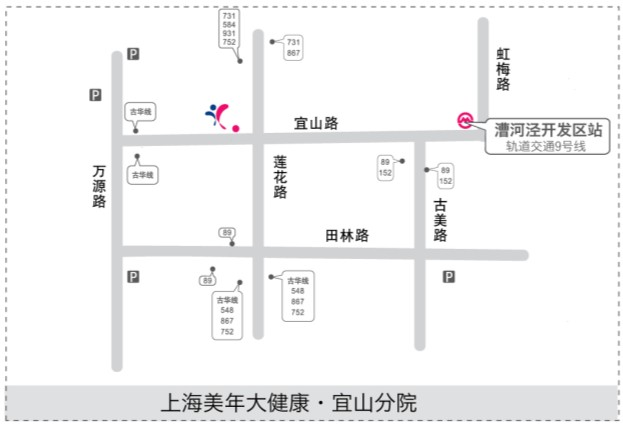 731
584
931
752
731
867
P
虹梅路
P
古华线
宜山路
漕河泾开发区站
轨道交通9号线
古华线
万源路
莲花路
89
152
89
152
古美路
89
田林路
P
89
古华线
548
867
752
古华线
548
867
752
P
上海美年大健康·宜山分院